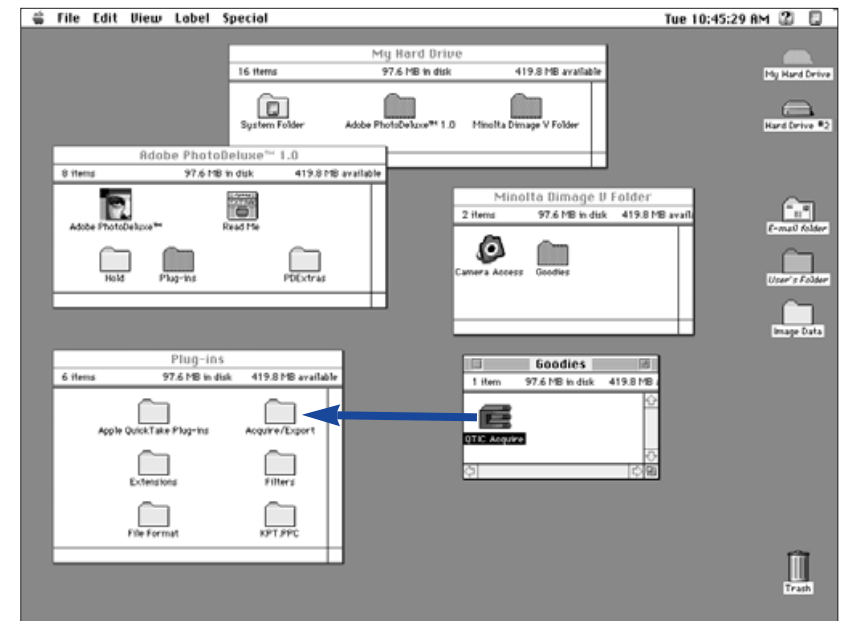 File Edit View Label Special Tue 10:45:29 AM
My Hard Drive
16 items 97.6 MB in disk 419.8 MB available
System Folder Adobe PhotoDeluxe™ 1.0 Minolta Dimage V Folder
My Hard Drive
Hard Drive #2
Adobe PhotoDeluxe™ 1.0
8 items 97.6 MB in disk 419.8 MB available
Adobe PhotoDeluxe™ Read Me
Hold Plug-ins PDExtras
Minolta Dimage V Folder
2 items 97.6 MB in disk 419.8 MB avail
Camera Access Goodies
E-mail folder
User's Folder
Image Data
Plug-ins
6 items 97.6 MB in disk 419.8 MB available
Apple QuickTake Plug-ins Acquire/Export
Extensions Filters
File Format KPT.PPC
Goodies
1 item 97.6 MB in disk 419.8 MB
QTIC Acquire
Trash